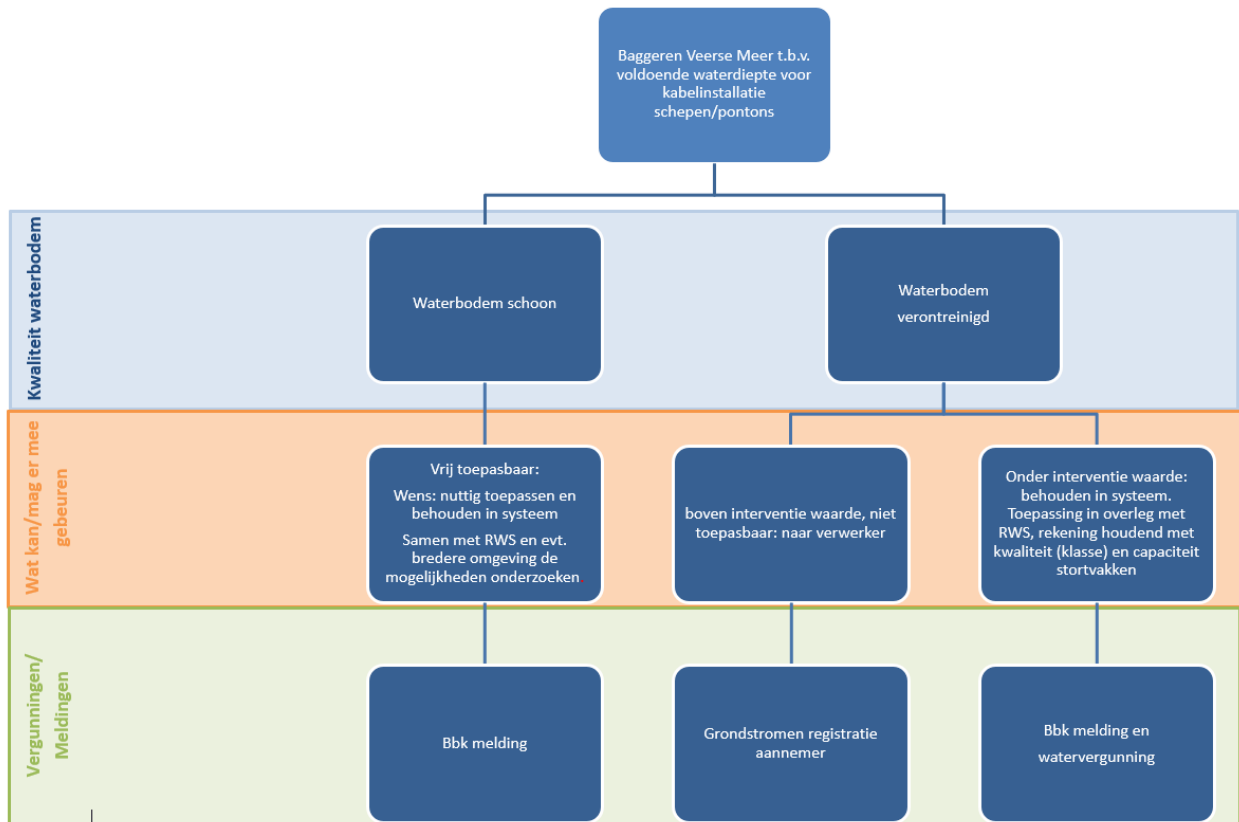 Baggeren Veerse Meer t.b.v.
voldoende waterdiepte voor
kabelinstallatie
schepen/pontons
Kwaliteit waterbodem
Waterbodem schoon
Waterbodem
verontreinigd
Wat kan/mag er mee
gebeuren
Vrij toepasbaar:
Wens: nuttig toepassen en
behouden in systeem
Samen met RWS en evt.
bredere omgeving de
mogelijkheden onderzoeken.
boven interventie waarde, niet
toepasbaar: naar verwerker
Onder interventie waarde:
behouden in systeem.
Toepassing in overleg met
RWS, rekening houdend met
kwaliteit (klasse) en capaciteit
stortvakken
Vergunningen/
Meldingen
Bbk melding
Grondstromen registratie
aannemer
Bbk melding en
watervergunning